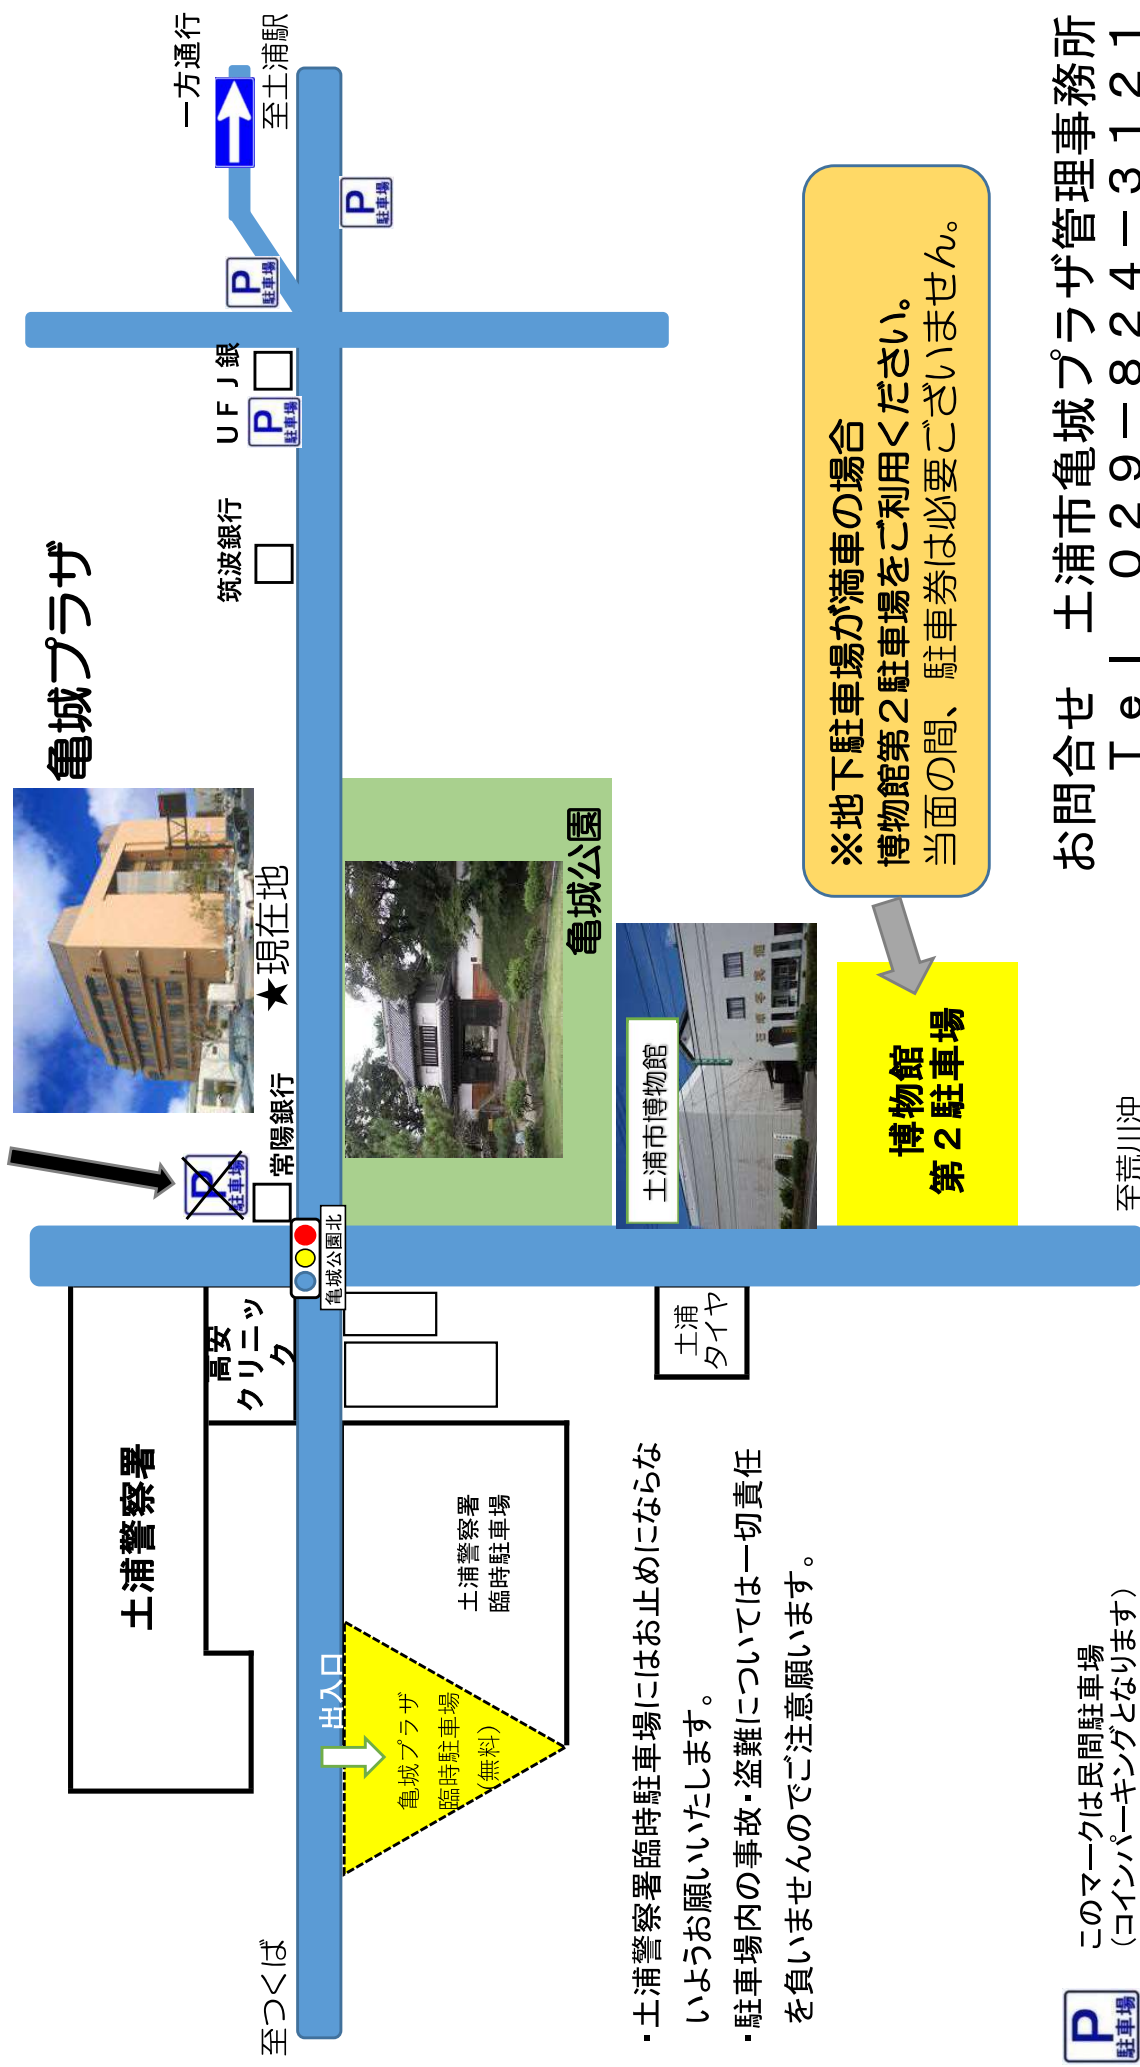 一方通行
至土浦駅
P
駐車場
P
駐車場
UFJ銀
P
駐車場
筑波銀行
亀城プラザ
★現在地
常陽銀行
P
駐車場
亀城公園北
亀城公園
土浦市博物館
博物館
第２駐車場
※地下駐車場が満車の場合
博物館第２駐車場をご利用ください。
当面の間、駐車券は必要ございません。
至荒川沖
土浦警察署
高安
クリニッ
ク
土浦
タイヤ
土浦警察署
臨時駐車場
出入口
亀城プラザ
臨時駐車場
（無料）
至つくば
・土浦警察署臨時駐車場にはお止めにならな
いようお願いいたします。
・駐車場内の事故・盗難については一切責任
を負いませんのでご注意願います。
P
駐車場
このマークは民間駐車場
（コインパーキングとなります）
お問合せ　土浦市亀城プラザ管理事務所
Ｔｅｌ　０２９－８２４－３１２１